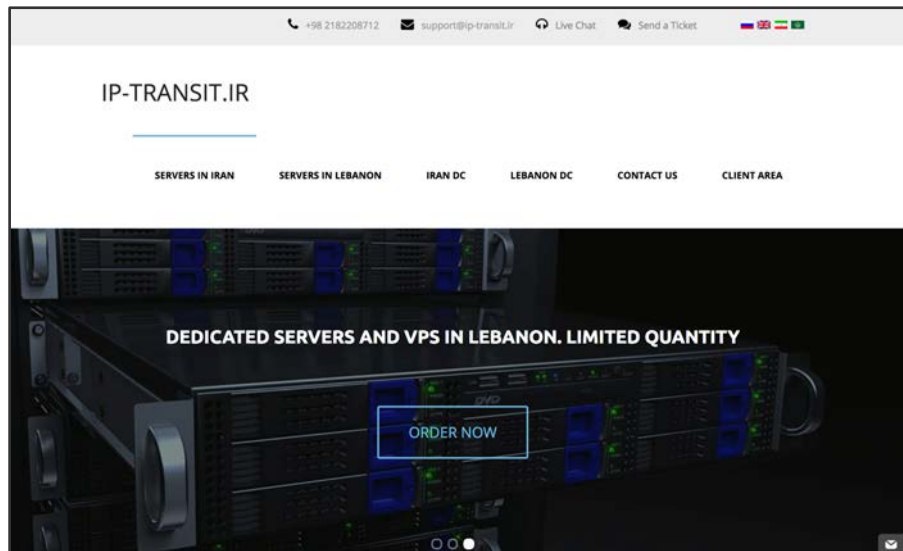 +98 2182208712 support@ip-transit.ir Live Chat Send a Ticket
IP-TRANSIT.IR
SERVERS IN IRAN SERVERS IN LEBANON IRAN DC LEBANON DC CONTACT US CLIENT AREA
DEDICATED SERVERS AND VPS IN LEBANON. LIMITED QUANTITY
DVD
ORDER NOW